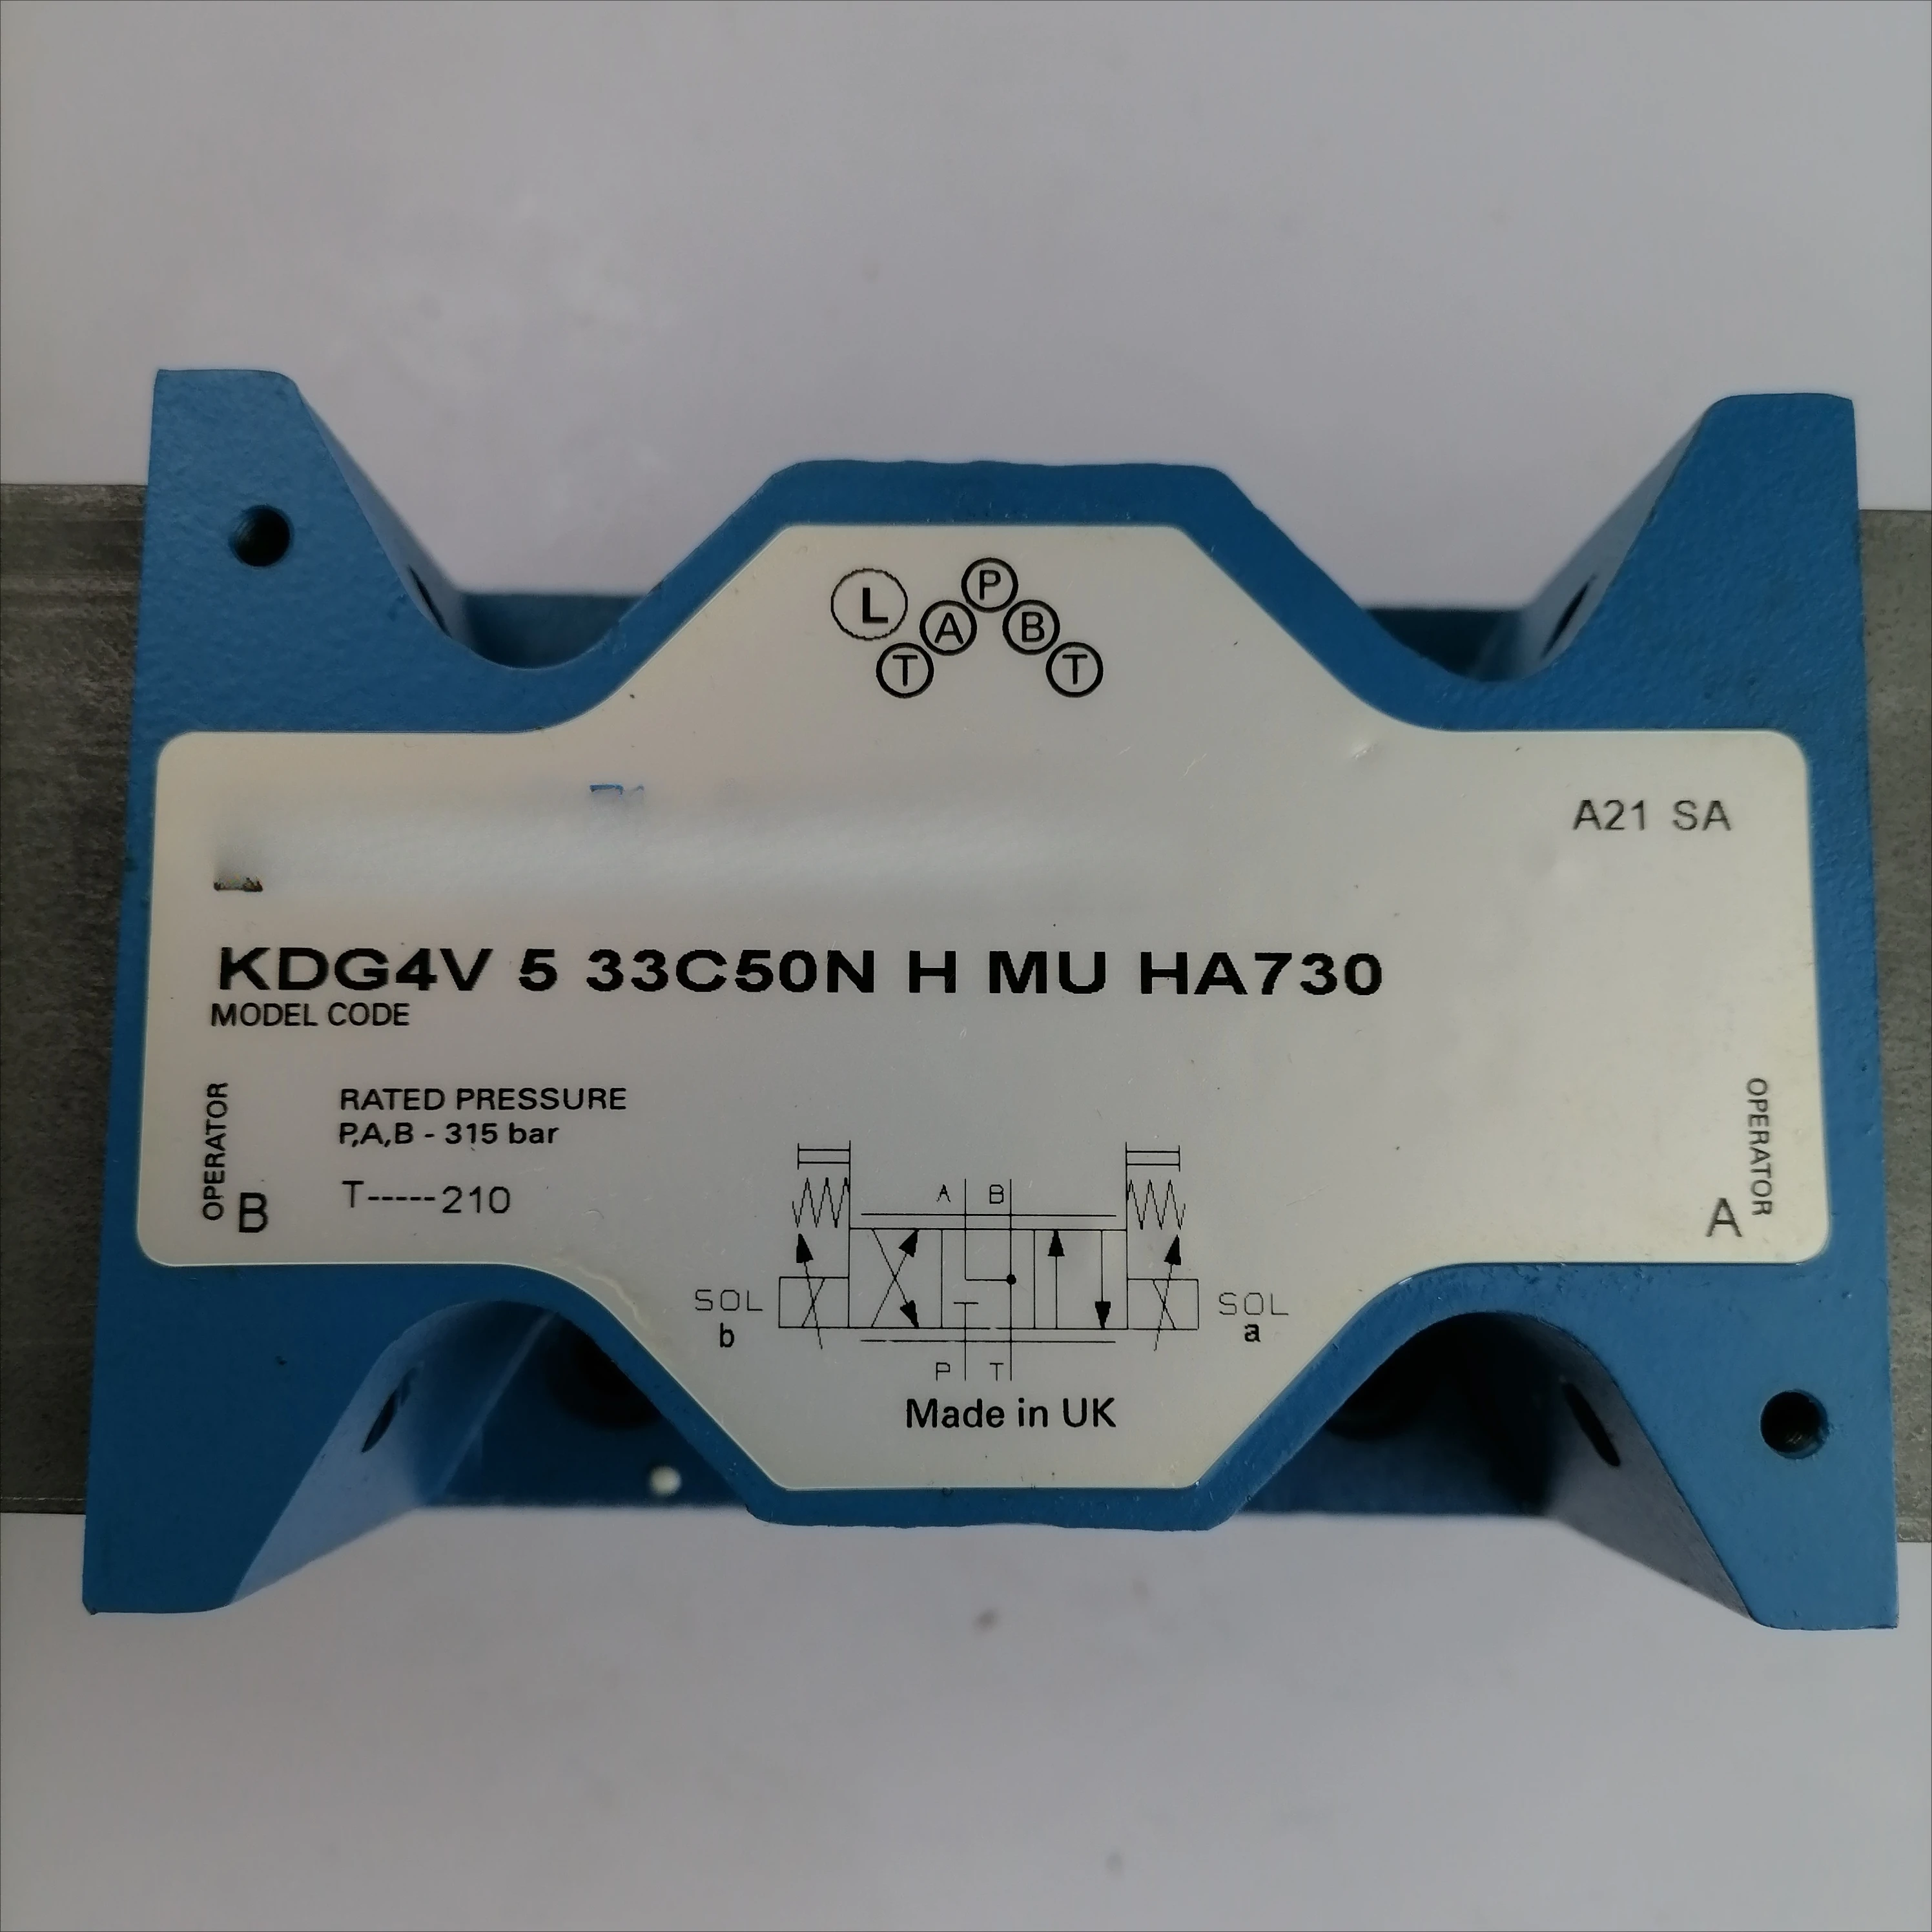 L
P
A B
T T
A21 SA
KDG4V 5 33C50N H MU HA730
MODEL CODE
OPERATOR
B
RATED PRESSURE
P,A,B - 315 bar
T-----210
OPERATOR
A
A B
SOL
b
SOL
a
P T
Made in UK